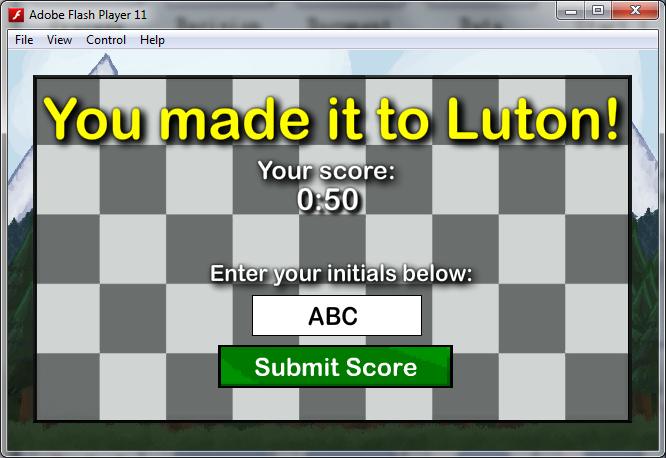 Adobe Flash Player 11
File View Control Help
You made it to Luton!
Your score:
0:50
Enter your initials below:
ABC
Submit Score